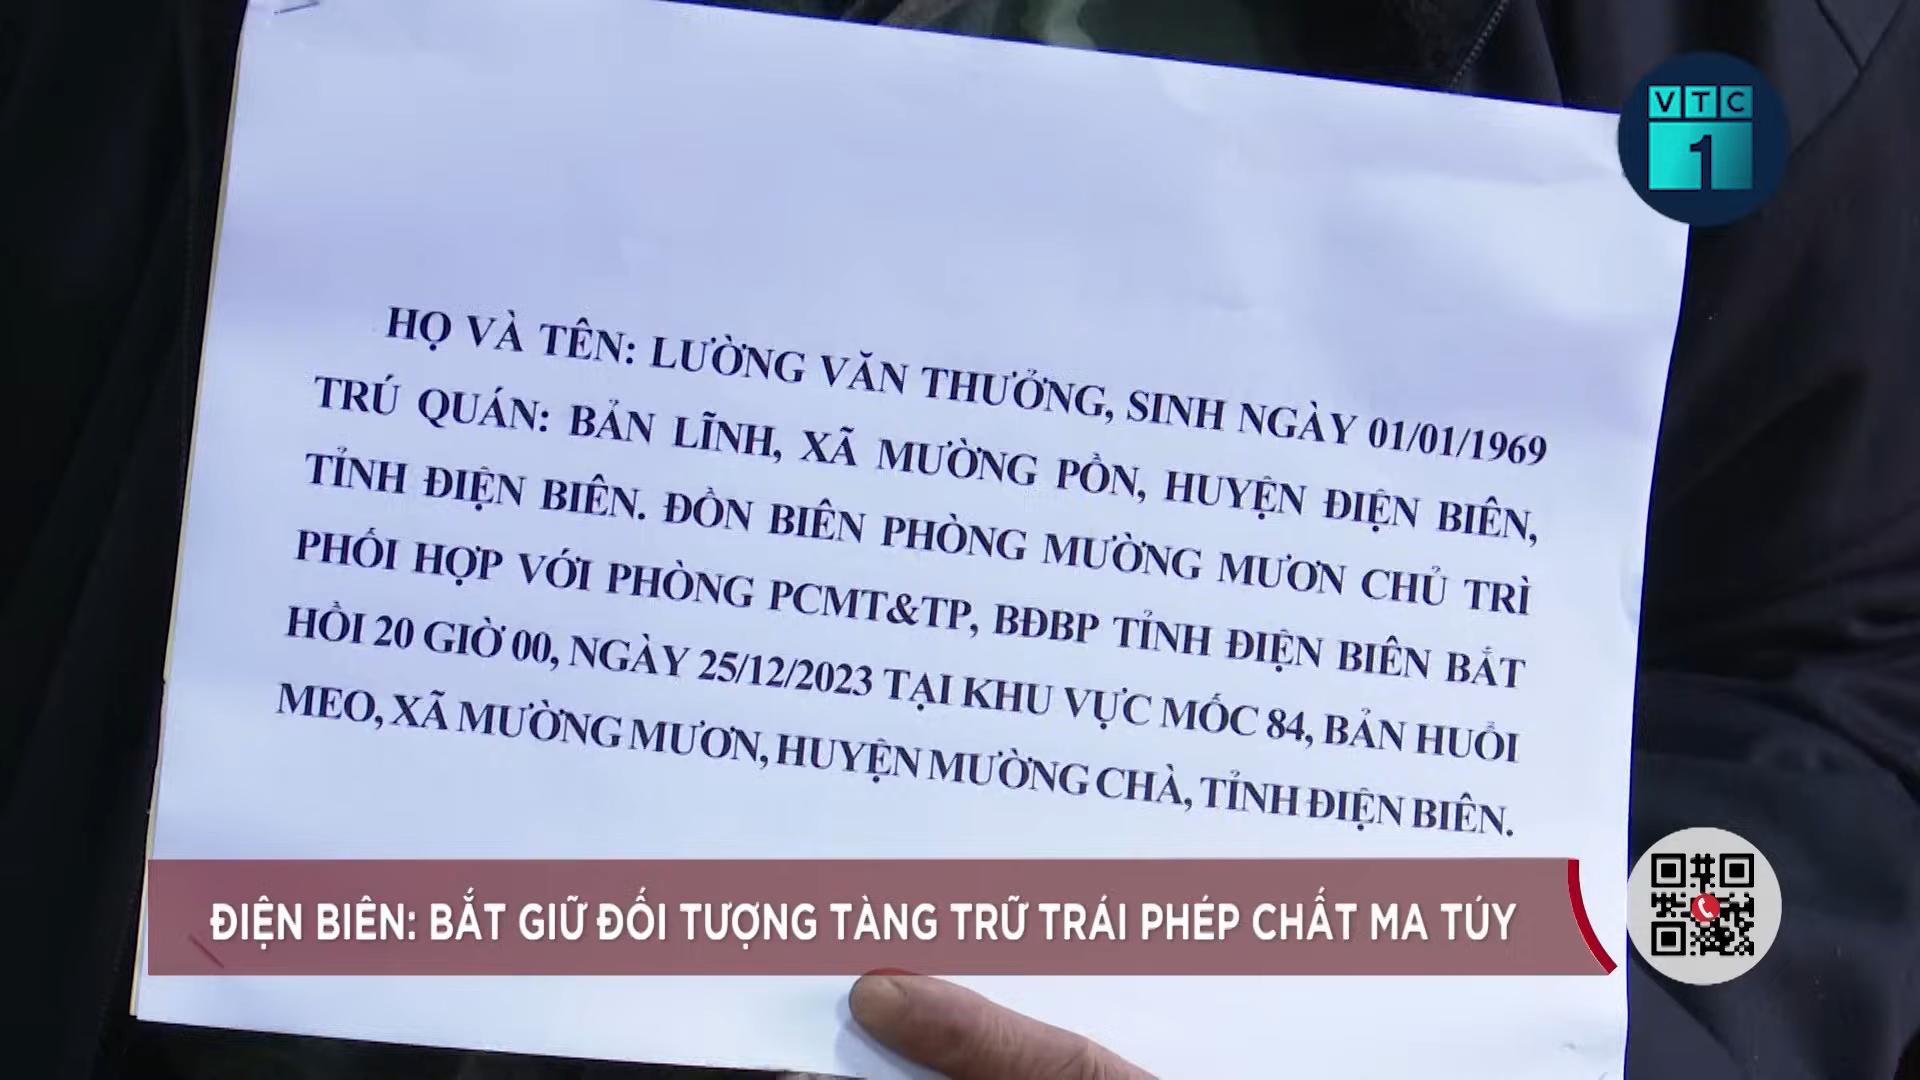 VTC
1
HỌ VÀ TÊN: LƯỜNG VĂN THƯỞNG, SINH NGÀY 01/01/1969
TRÚ QUÁN: BẢN LĨNH, XÃ MƯỜNG PỒN, HUYỆN ĐIỆN BIÊN,
TỈNH ĐIỆN BIÊN. ĐỒN BIÊN PHÒNG MƯỜNG MƯƠN CHỦ TRÌ
PHỐI HỢP VỚI PHÒNG PCMT&TP, BĐBP TỈNH ĐIỆN BIÊN BẮT
HỒI 20 GIỜ 00, NGÀY 25/12/2023 TẠI KHU VỰC MỐC 84, BẢN HUỔI
MEO, XÃ MƯỜNG MƯƠN, HUYỆN MƯỜNG CHÀ, TỈNH ĐIỆN BIÊN.
ĐIỆN BIÊN: BẮT GIỮ ĐỐI TƯỢNG TÀNG TRỮ TRÁI PHÉP CHẤT MA TÚY